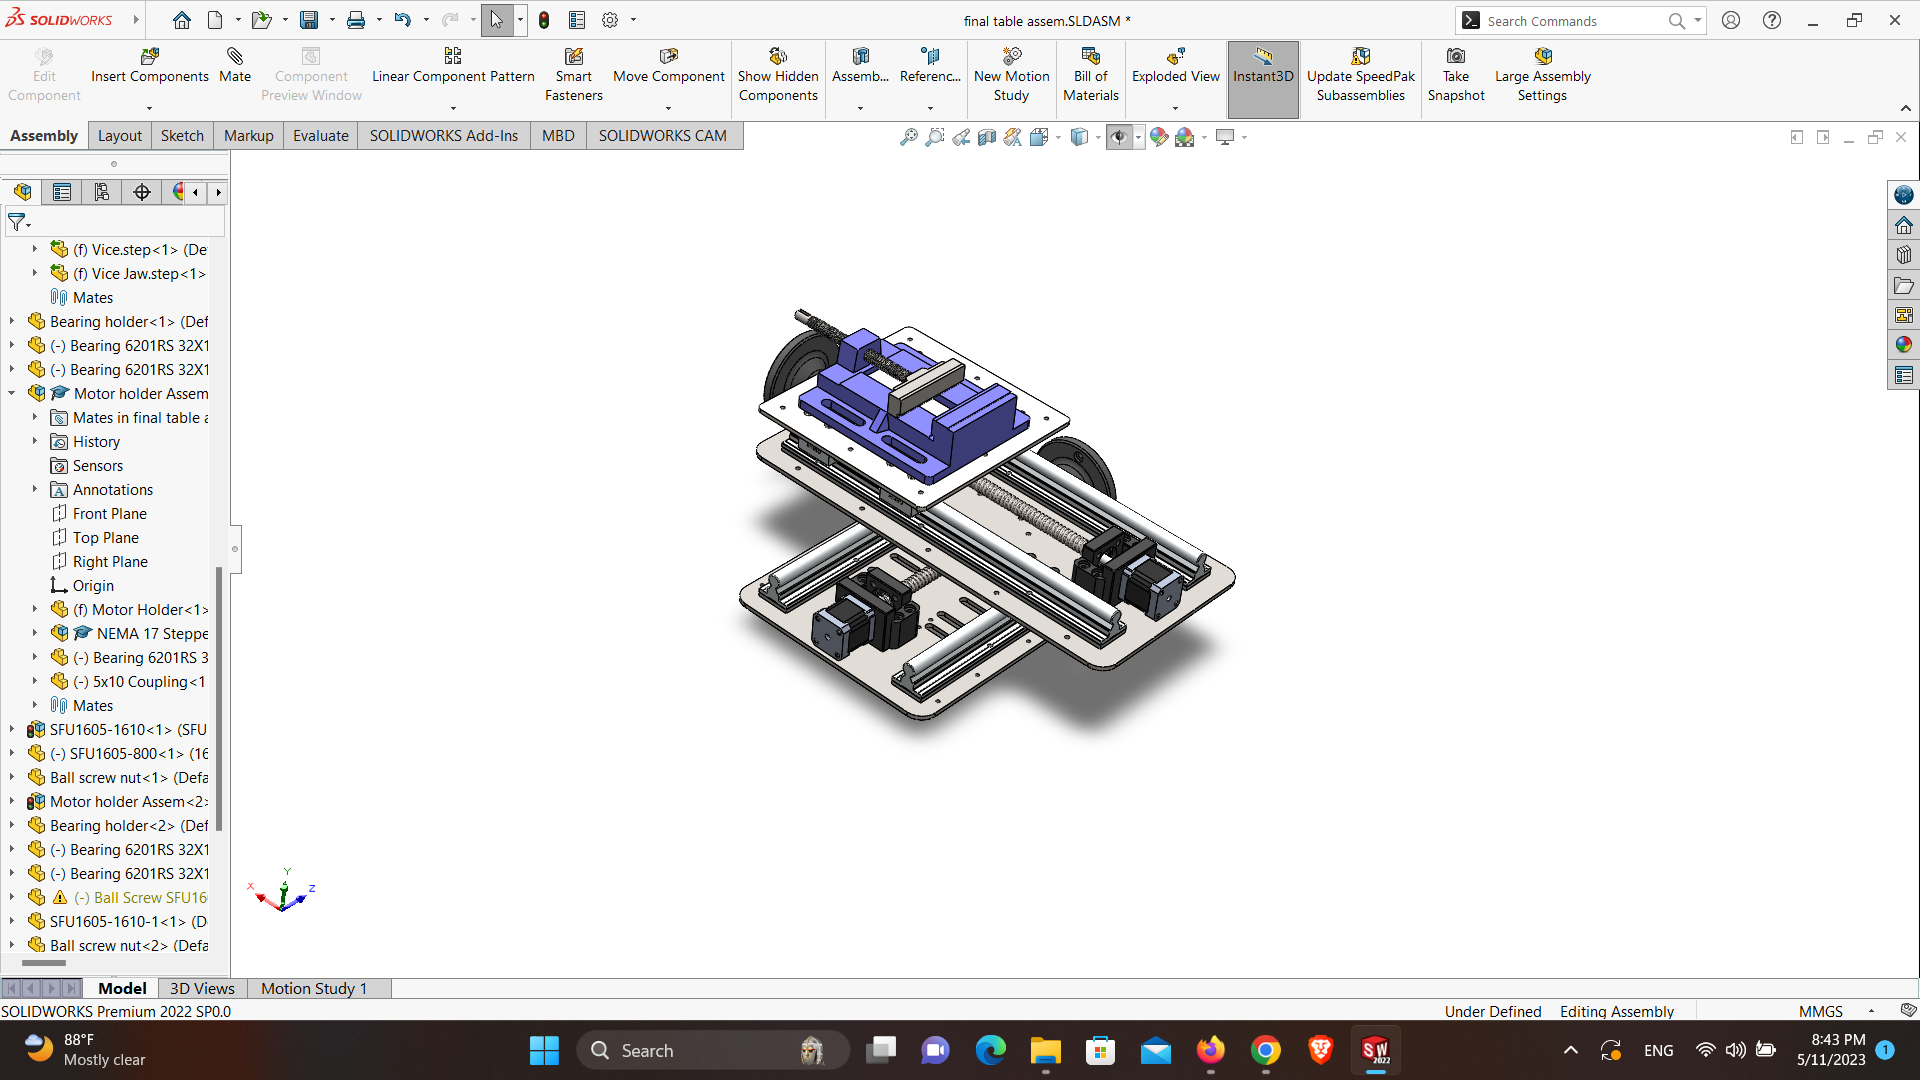 SOLIDWORKS
final table assem.SLDASM *
Search Commands
Edit Component
Insert Components
Mate
Component Preview Window
Linear Component Pattern
Smart Fasteners
Move Component
Show Hidden Components
Assemb...
Referenc...
New Motion Study
Bill of Materials
Exploded View
Instant3D
Update SpeedPak Subassemblies
Take Snapshot
Large Assembly Settings
Assembly
Layout
Sketch
Markup
Evaluate
SOLIDWORKS Add-Ins
MBD
SOLIDWORKS CAM
(f) Vice.step<1> (De
(f) Vice Jaw.step<1>
Mates
Bearing holder<1> (Def
(-) Bearing 6201RS 32X1
(-) Bearing 6201RS 32X1
Motor holder Assem
Mates in final table a
History
Sensors
Annotations
Front Plane
Top Plane
Right Plane
Origin
(f) Motor Holder<1>
NEMA 17 Steppe
(-) Bearing 6201RS 3
(-) 5x10 Coupling<1
Mates
SFU1605-1610<1> (SFU
(-) SFU1605-800<1> (16
Ball screw nut<1> (Defa
Motor holder Assem<2>
Bearing holder<2> (Def
(-) Bearing 6201RS 32X1
(-) Bearing 6201RS 32X1
(-) Ball Screw SFU16
SFU1605-1610-1<1> (D
Ball screw nut<2> (Defa
Y
X
Z
Model
3D Views
Motion Study 1
SOLIDWORKS Premium 2022 SP0.0
Under Defined
Editing Assembly
MMGS
88°F
Mostly clear
Search
SW
2022
ENG
8:43 PM
5/11/2023
1